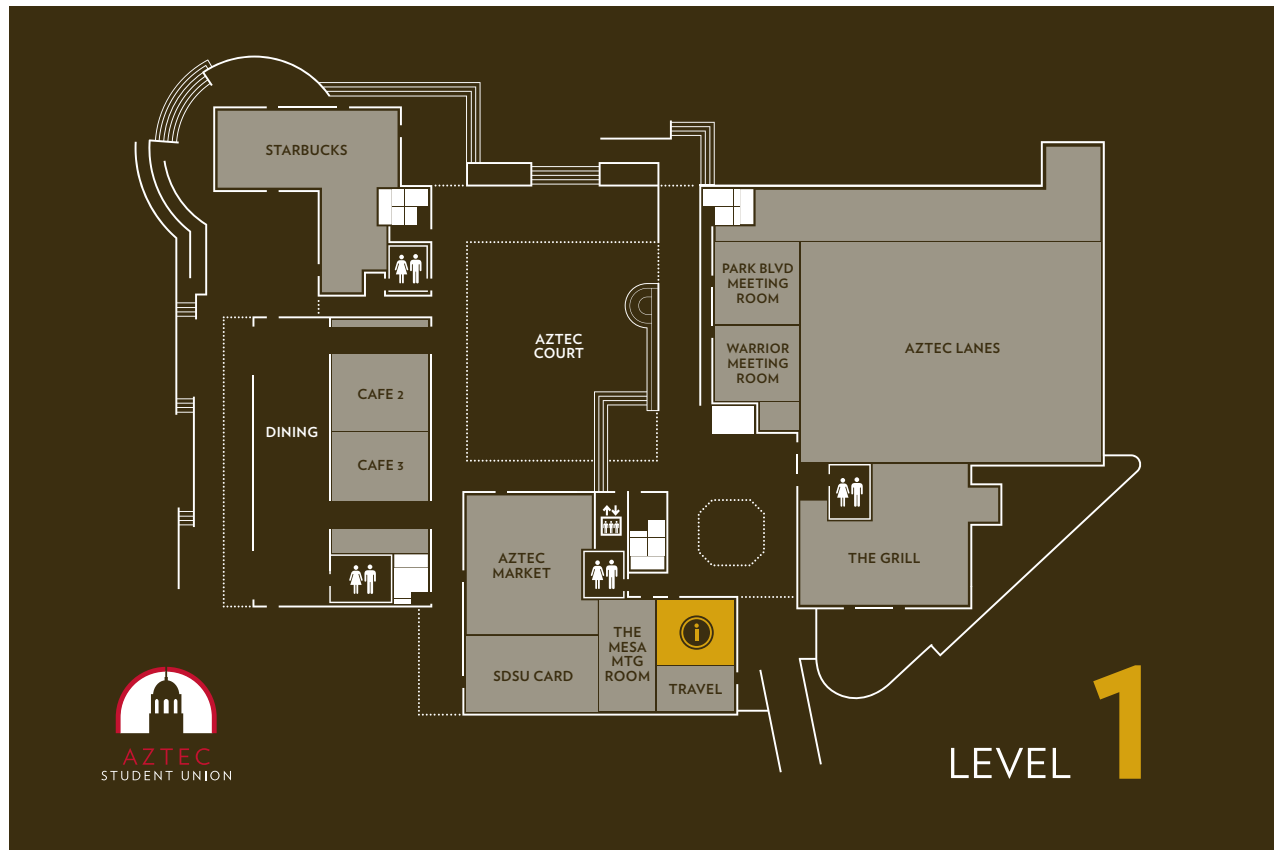 STARBUCKS
PARK BLVD
MEETING
ROOM
AZTEC
COURT
WARRIOR
MEETING
ROOM
AZTEC LANES
CAFE 2
DINING
CAFE 3
AZTEC
MARKET
THE GRILL
THE
MESA
MTG
ROOM
i
SDSU CARD
TRAVEL
AZTEC
STUDENT UNION
LEVEL 1